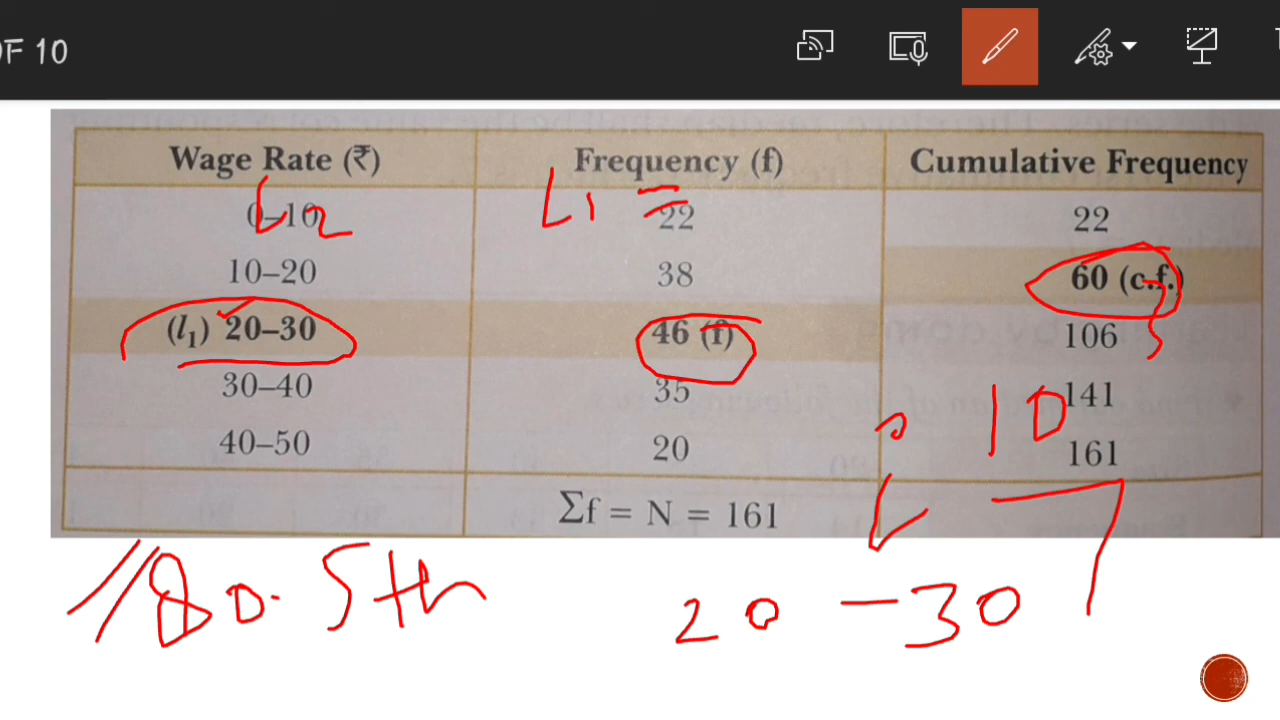 OF 10
Wage Rate (₹) Frequency (f) Cumulative Frequency
L2 L1 =
0–10 22 22
10–20 38 60 (c.f.)
(l₁) 20–30 46 (f) 106
30–40 35 141
10
40–50 20 161
Σf = N = 161
80.5th 20 – 30